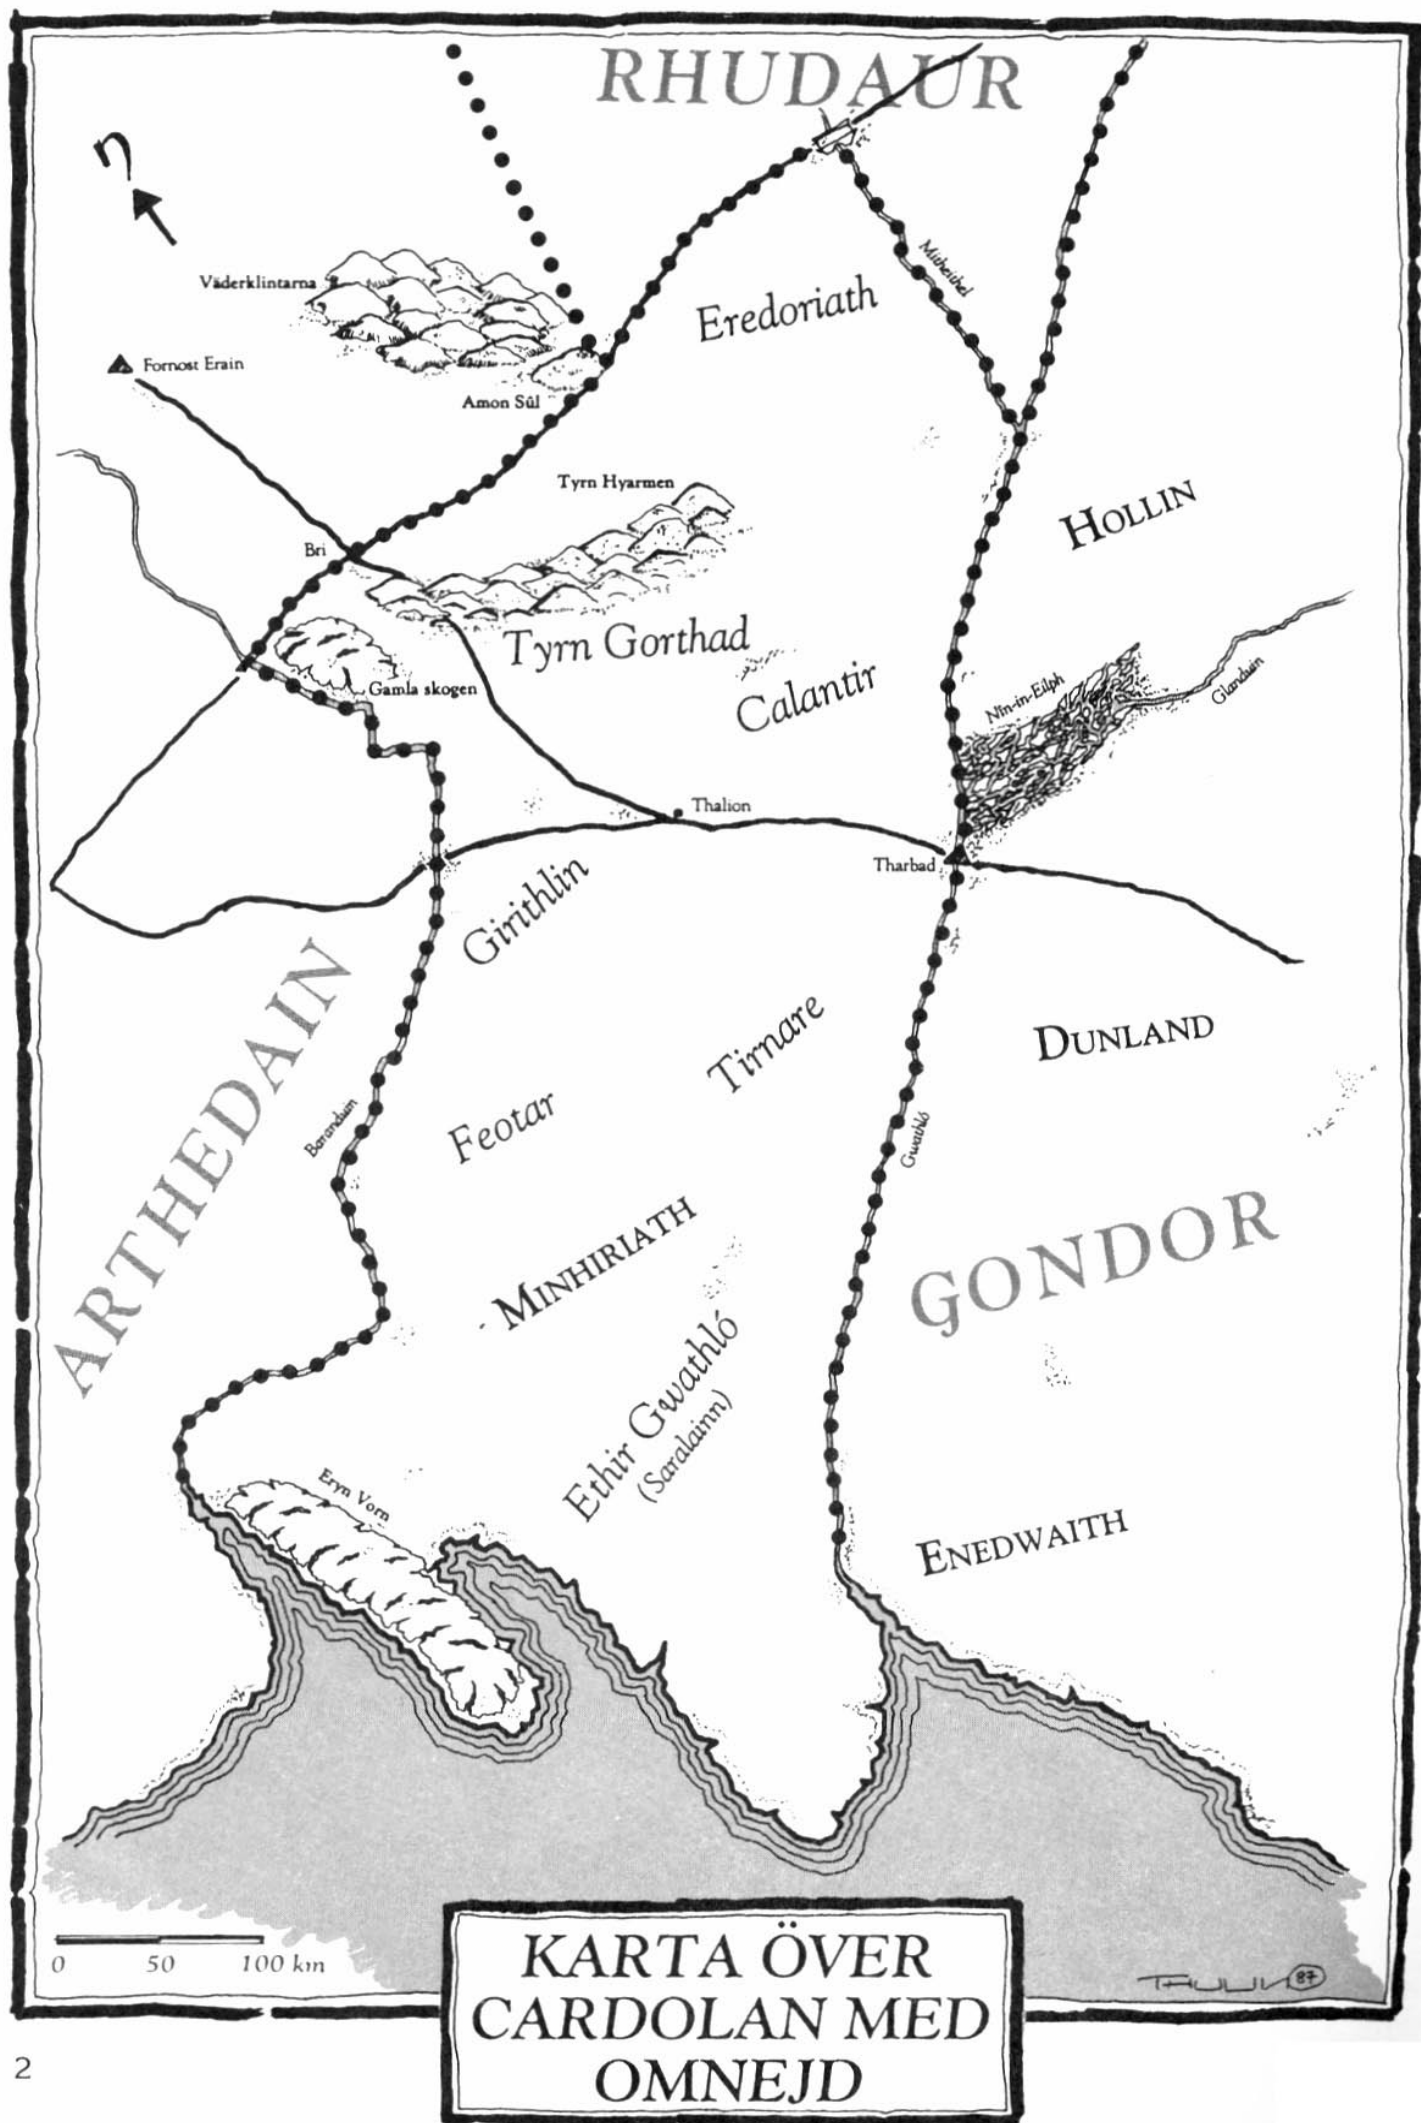 RHUDAUR
n
Väderklintarna
Mitheithel
Eredoriath
Fornost Erain
Amon Sûl
Tyrn Hyarmen
HOLLIN
Bri
Tyrn Gorthad
Gamla skogen
Calantir
Nîn-in-Eilph
Glanduin
Thalion
Tharbad
Girithlin
ARTHEDAIN
Tirnare
DUNLAND
Baranduin
Feotar
Gwathló
MINHIRIATH
GONDOR
Ethir Gwathló
(Saralainn)
Eryn Vorn
ENEDWAITH
0 50 100 km
THULIN 87
KARTA ÖVER
CARDOLAN MED
OMNEJD
2